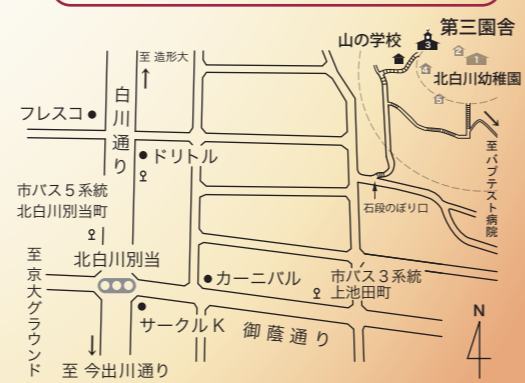 第三園舎
山の学校
3
2
1
4
北白川幼稚園
5
至 造形大
白川通り
フレスコ
ドリトル
至バプテスト病院
市バス5系統
北白川別当町
石段のぼり口
至京大グラウンド
北白川別当
カーニバル
市バス3系統
上池田町
サークルK
御蔭通り
N
至 今出川通り